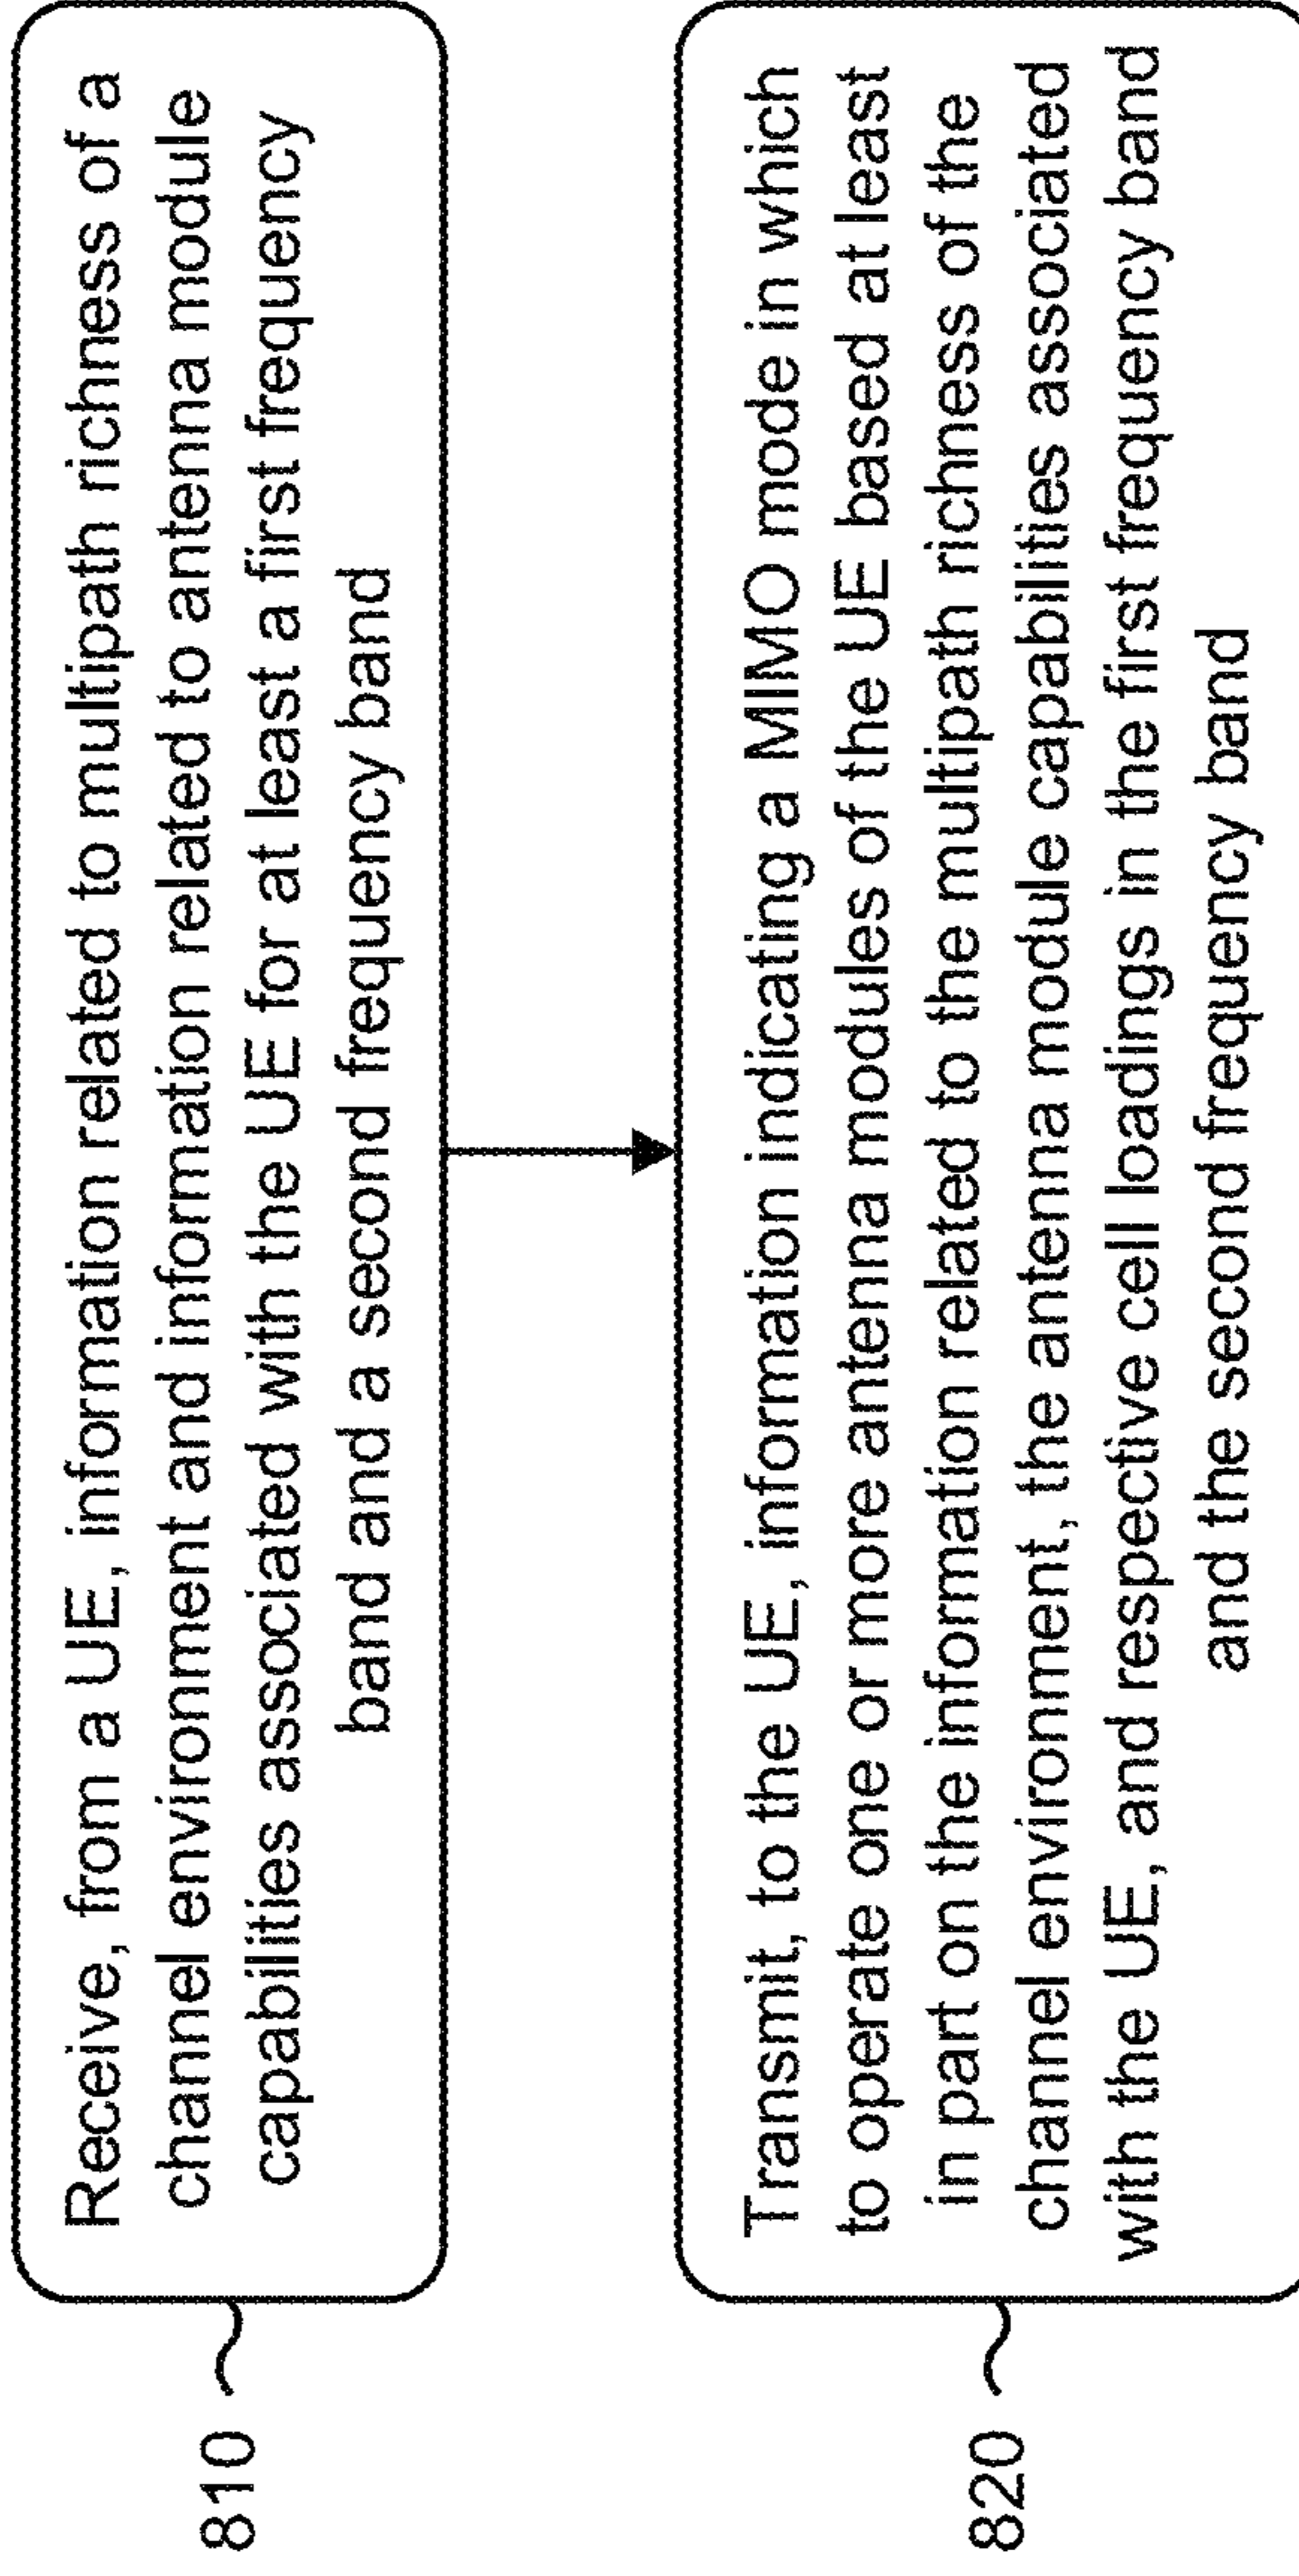 810
Receive, from a UE, information related to multipath richness of a
channel environment and information related to antenna module
capabilities associated with the UE for at least a first frequency
band and a second frequency band
820
Transmit, to the UE, information indicating a MIMO mode in which
to operate one or more antenna modules of the UE based at least
in part on the information related to the multipath richness of the
channel environment, the antenna module capabilities associated
with the UE, and respective cell loadings in the first frequency band
and the second frequency band